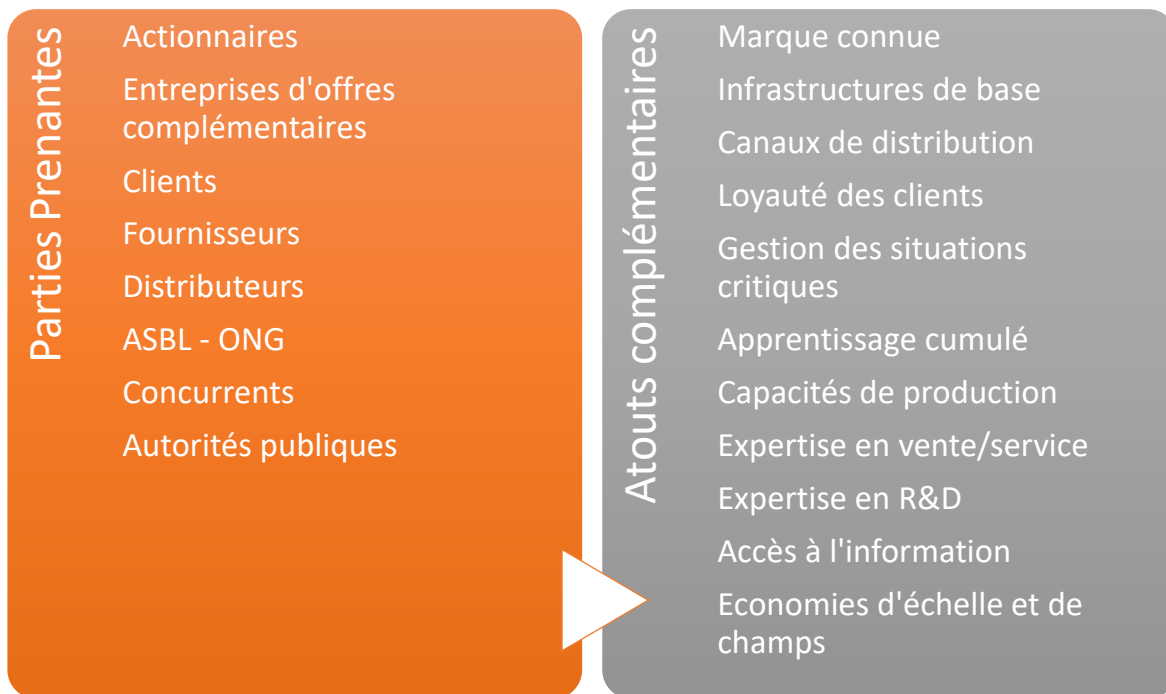 Parties Prenantes
Actionnaires
Entreprises d'offres
complémentaires
Clients
Fournisseurs
Distributeurs
ASBL - ONG
Concurrents
Autorités publiques
Atouts complémentaires
Marque connue
Infrastructures de base
Canaux de distribution
Loyauté des clients
Gestion des situations
critiques
Apprentissage cumulé
Capacités de production
Expertise en vente/service
Expertise en R&D
Accès à l'information
Economies d'échelle et de
champs